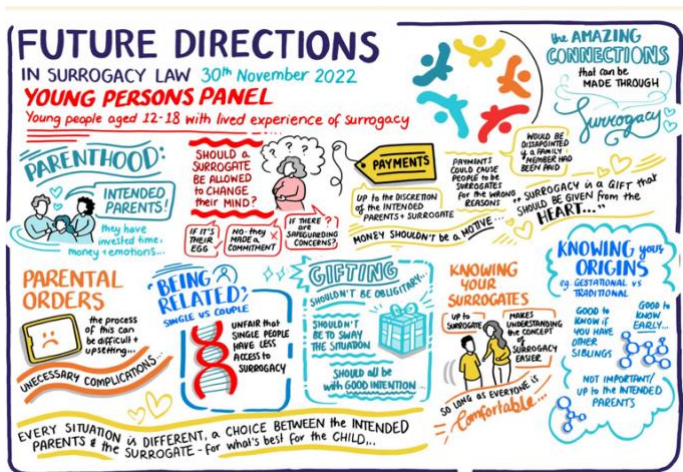 FUTURE DIRECTIONS
IN SURROGACY LAW 30th November 2022
YOUNG PERSONS PANEL
Young people aged 12-18 with lived experience of surrogacy
the AMAZING
CONNECTIONS
that can be
MADE THROUGH
Surrogacy
PARENTHOOD:
INTENDED
PARENTS!
they have
invested time,
money + emotions...
SHOULD a
SURROGATE
BE ALLOWED
to CHANGE
their MIND?
IF IT'S
THEIR
EGG
NO - they
MADE A
COMMITMENT
IF THERE
are
SAFEGUARDING
CONCERNS?
PAYMENTS
UP to the DISCRETION
of the INTENDED
PARENTS + SURROGATE
PAYMENTS
COULD CAUSE
PEOPLE to be
SURROGATES
for the WRONG
REASONS
WOULD BE
DISAPPOINTED
if a FAMILY
MEMBER HAD
BEEN PAID
MONEY SHOULDN'T be a MOTIVE...
"SURROGACY is a GIFT that
SHOULD BE GIVEN from the
HEART..."
PARENTAL
ORDERS
the process
of this can
be difficult +
upsetting...
UNNECESSARY COMPLICATIONS...
"BEING
RELATED"
SINGLE vs COUPLE
UNFAIR that
SINGLE PEOPLE
HAVE LESS
ACCESS to
SURROGACY
GIFTING
SHOULDN'T BE OBLIGITARY...
SHOULDN'T
BE to SWAY
THE SITUATION
SHOULD all be
with GOOD INTENTION...
KNOWING
YOUR
SURROGATES
UP to
SURROGATE
MAKES
UNDERSTANDING
the CONCEPT
of
SURROGACY
EASIER
SO LONG as EVERYONE is
Comfortable...
KNOWING your
ORIGINS
eg. GESTATIONAL vs
TRADITIONAL
GOOD to
KNOW if YOU
HAVE
OTHER
SIBLINGS
GOOD to
KNOW
EARLY...
NOT IMPORTANT/
up to the INTENDED
PARENTS
EVERY SITUATION is DIFFERENT, a CHOICE BETWEEN the INTENDED
PARENTS & the SURROGATE - for WHAT'S BEST for the CHILD...